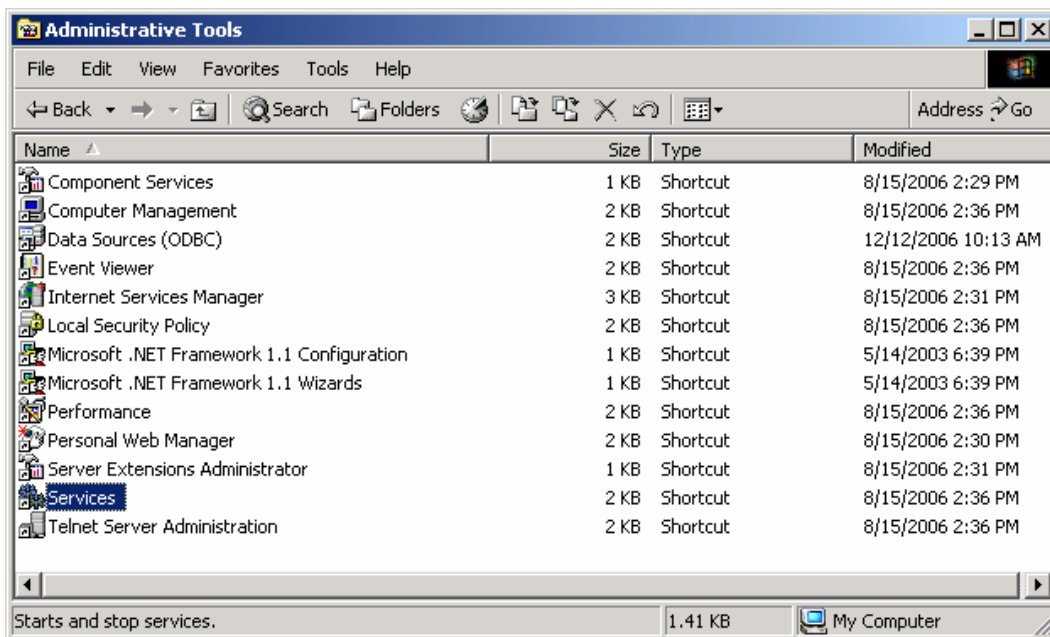 Administrative Tools
File Edit View Favorites Tools Help
Back Search Folders Address Go
Name Size Type Modified
Component Services 1 KB Shortcut 8/15/2006 2:29 PM
Computer Management 2 KB Shortcut 8/15/2006 2:36 PM
Data Sources (ODBC) 2 KB Shortcut 12/12/2006 10:13 AM
Event Viewer 2 KB Shortcut 8/15/2006 2:36 PM
Internet Services Manager 3 KB Shortcut 8/15/2006 2:31 PM
Local Security Policy 2 KB Shortcut 8/15/2006 2:36 PM
Microsoft .NET Framework 1.1 Configuration 1 KB Shortcut 5/14/2003 6:39 PM
Microsoft .NET Framework 1.1 Wizards 1 KB Shortcut 5/14/2003 6:39 PM
Performance 2 KB Shortcut 8/15/2006 2:36 PM
Personal Web Manager 2 KB Shortcut 8/15/2006 2:30 PM
Server Extensions Administrator 1 KB Shortcut 8/15/2006 2:31 PM
Services 2 KB Shortcut 8/15/2006 2:36 PM
Telnet Server Administration 2 KB Shortcut 8/15/2006 2:36 PM
Starts and stop services. 1.41 KB My Computer